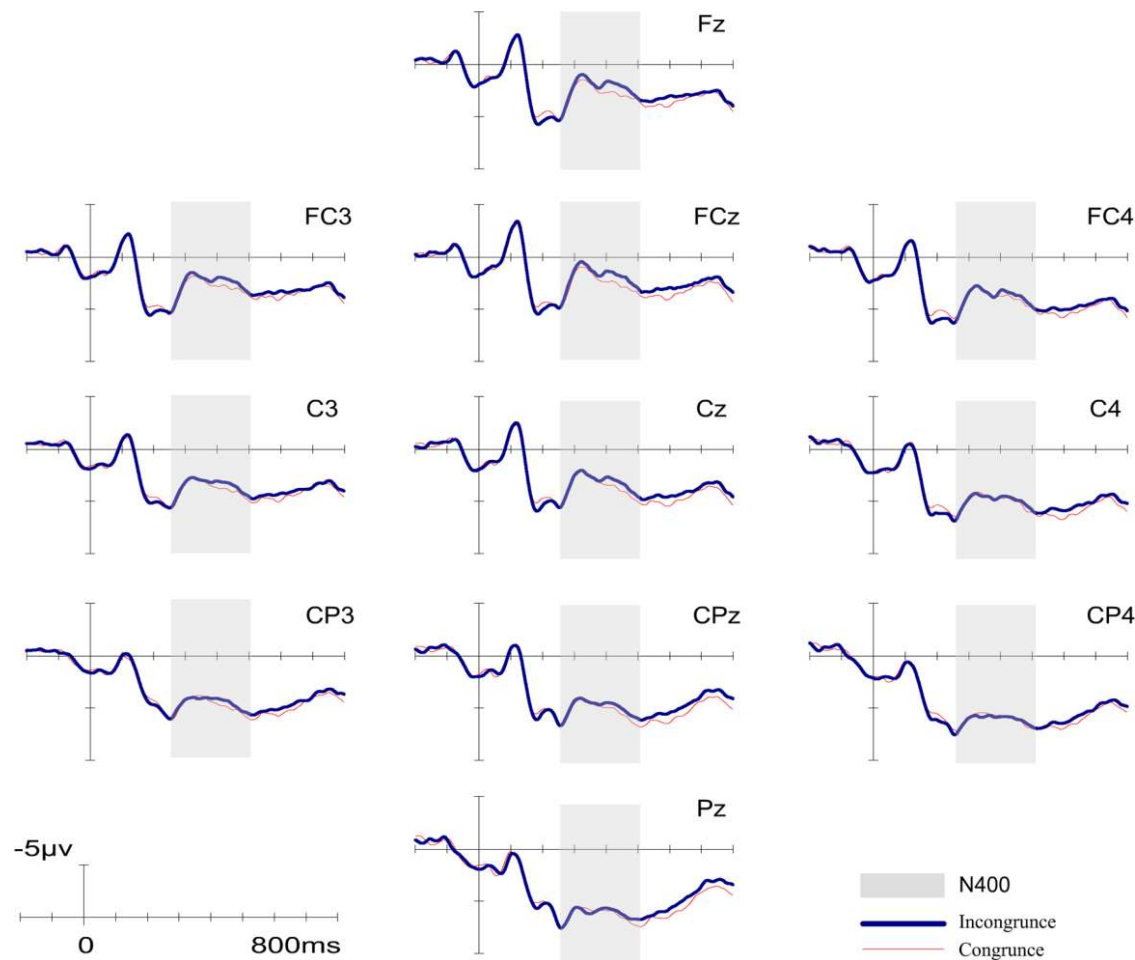 Fz
FC3
FCz
FC4
C3
Cz
C4
CP3
CPz
CP4
Pz
-5μv
0
800ms
N400
Incongrunce
Congrunce